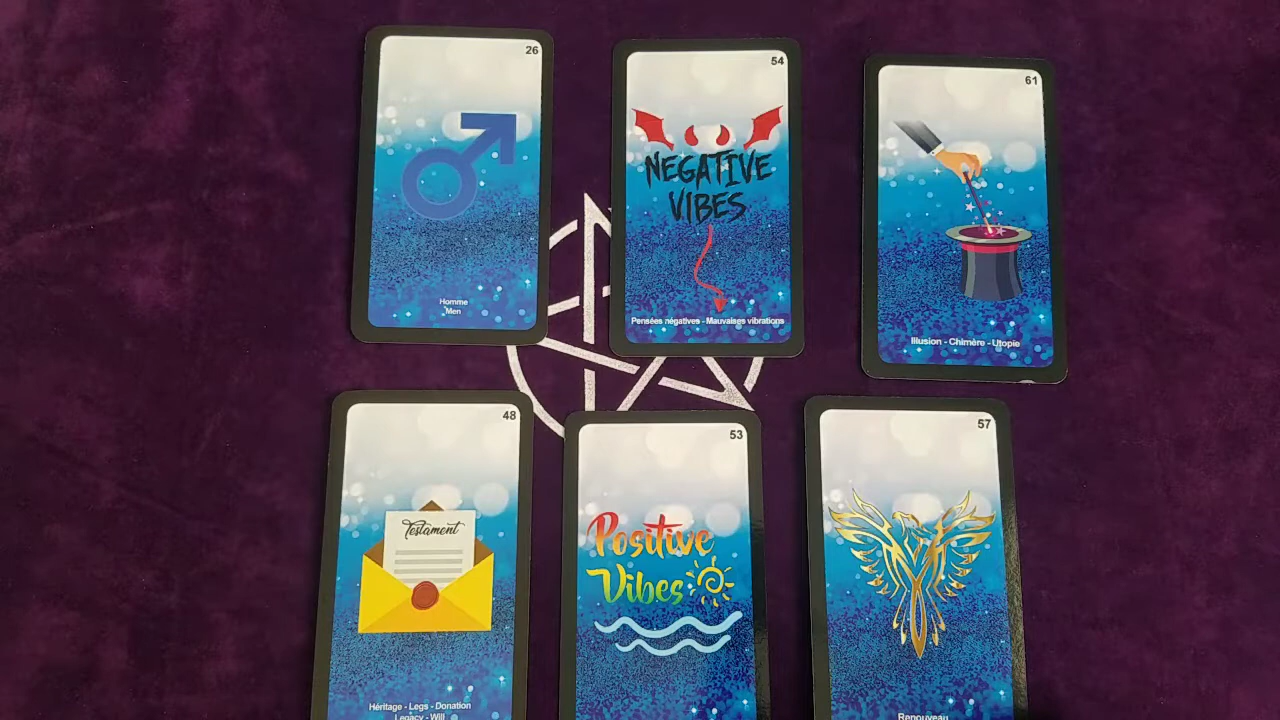 26
Homme
Men
54
NEGATIVE
VIBES
Pensées négatives - Mauvaises vibrations
61
Illusion - Chimère - Utopie
48
Testament
Héritage - Legs - Donation
Legacy - Will
53
Positive
Vibes
57
Renouveau